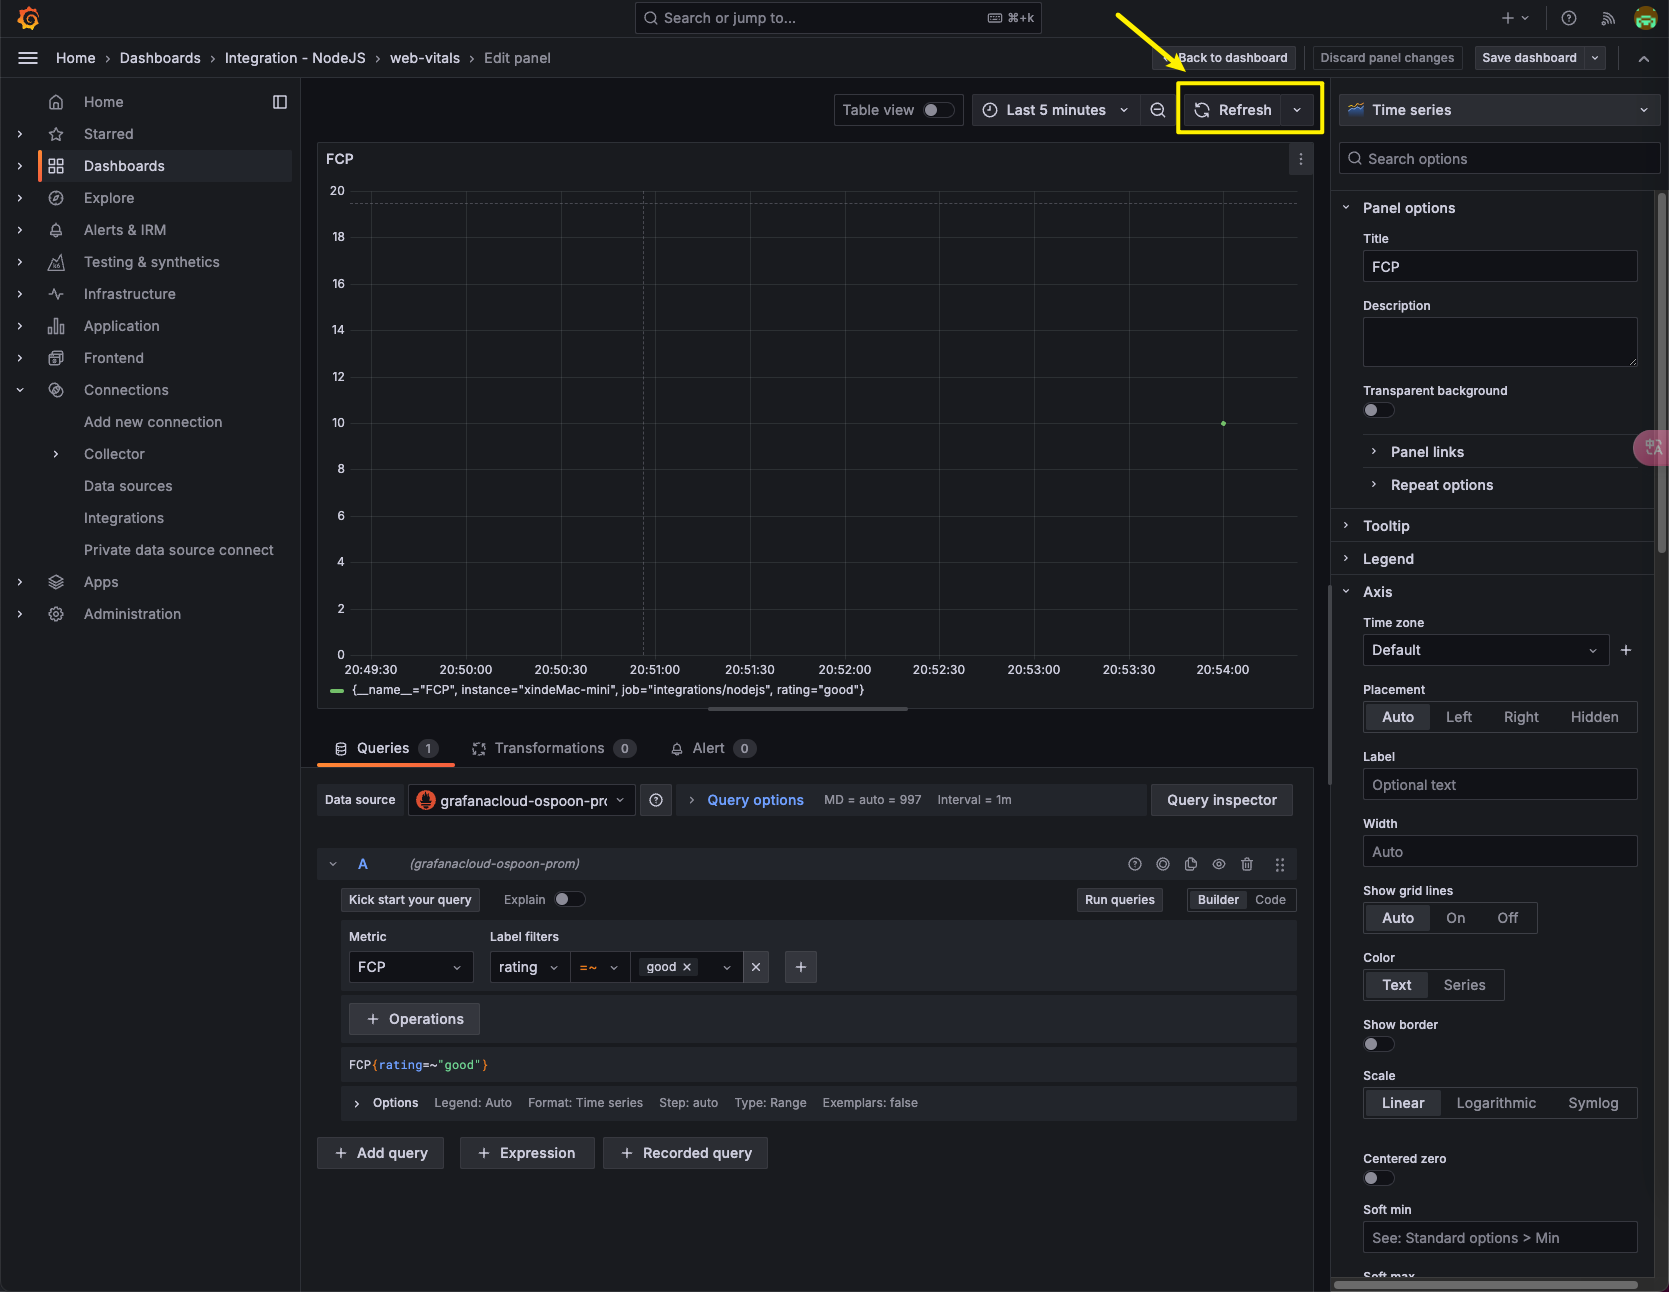 Search or jump to...
⌘+k
Home › Dashboards › Integration - NodeJS › web-vitals › Edit panel
Back to dashboard
Discard panel changes
Save dashboard
Home
Starred
Dashboards
Explore
Alerts & IRM
Testing & synthetics
Infrastructure
Application
Frontend
Connections
Add new connection
Collector
Data sources
Integrations
Private data source connect
Apps
Administration
Table view
Last 5 minutes
Refresh
FCP
20
18
16
14
12
10
8
6
4
2
0
20:49:30 20:50:00 20:50:30 20:51:00 20:51:30 20:52:00 20:52:30 20:53:00 20:53:30 20:54:00
{__name__="FCP", instance="xindeMac-mini", job="integrations/nodejs", rating="good"}
Queries 1
Transformations 0
Alert 0
Data source
grafanacloud-ospoon-pro
Query options
MD = auto = 997
Interval = 1m
Query inspector
A
(grafanacloud-ospoon-prom)
Kick start your query
Explain
Run queries
Builder
Code
Metric
Label filters
FCP
rating
=~
good
+ Operations
FCP{rating=~"good"}
Options
Legend: Auto
Format: Time series
Step: auto
Type: Range
Exemplars: false
+ Add query
+ Expression
+ Recorded query
Time series
Search options
Panel options
Title
FCP
Description
Transparent background
Panel links
Repeat options
Tooltip
Legend
Axis
Time zone
Default
Placement
Auto Left Right Hidden
Label
Optional text
Width
Auto
Show grid lines
Auto On Off
Color
Text Series
Show border
Scale
Linear Logarithmic Symlog
Centered zero
Soft min
See: Standard options > Min
Soft max